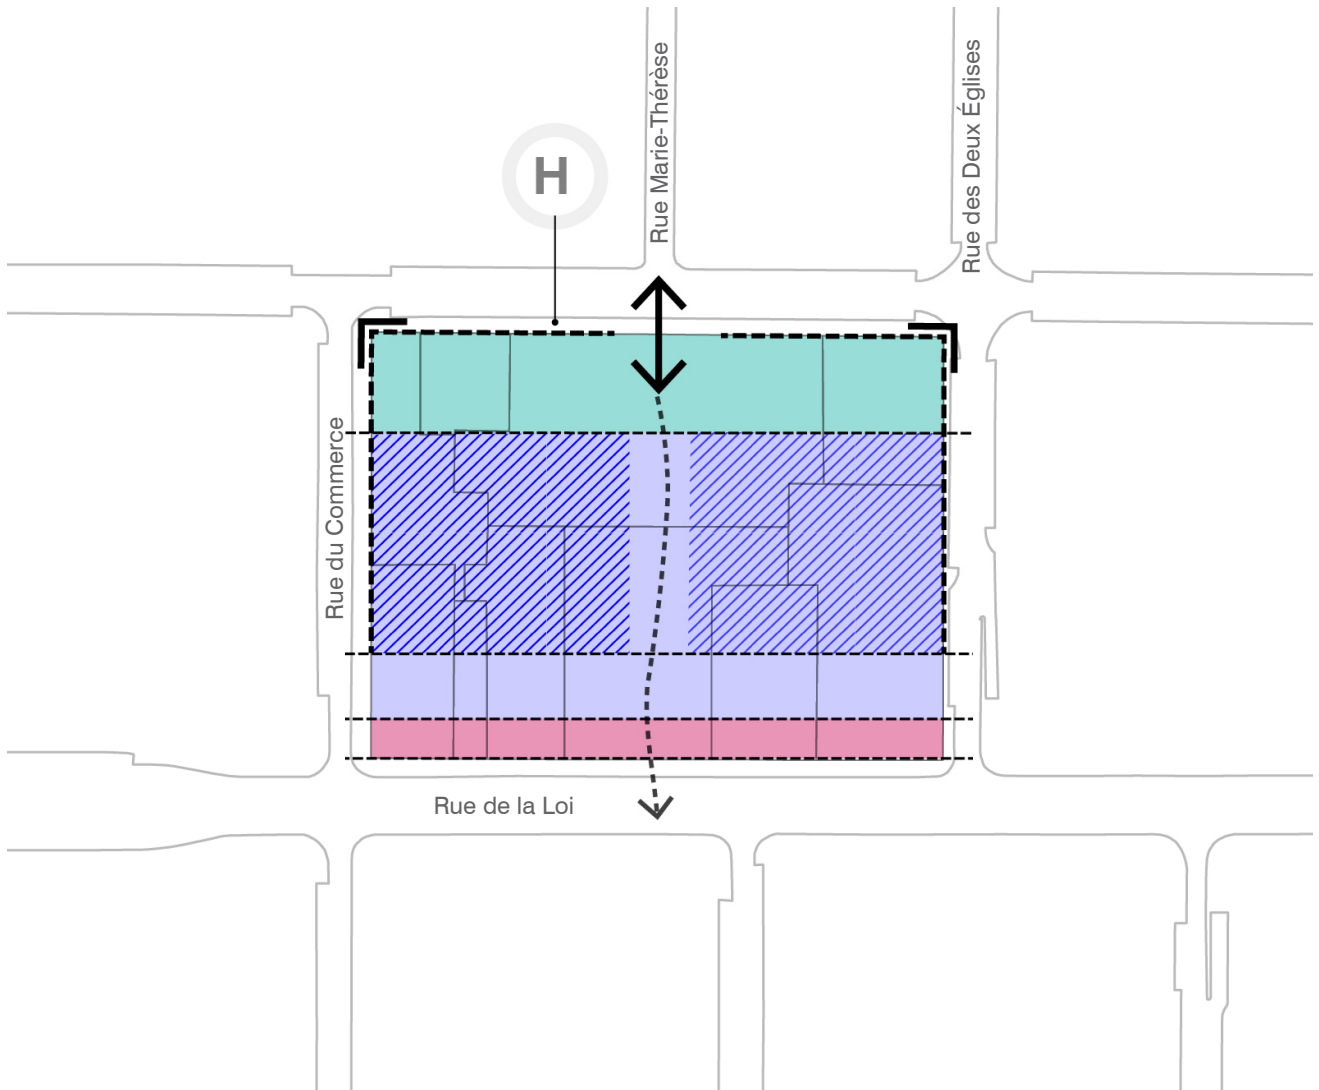 Rue Marie-Thérèse
Rue des Deux Églises
H
Rue du Commerce
Rue de la Loi